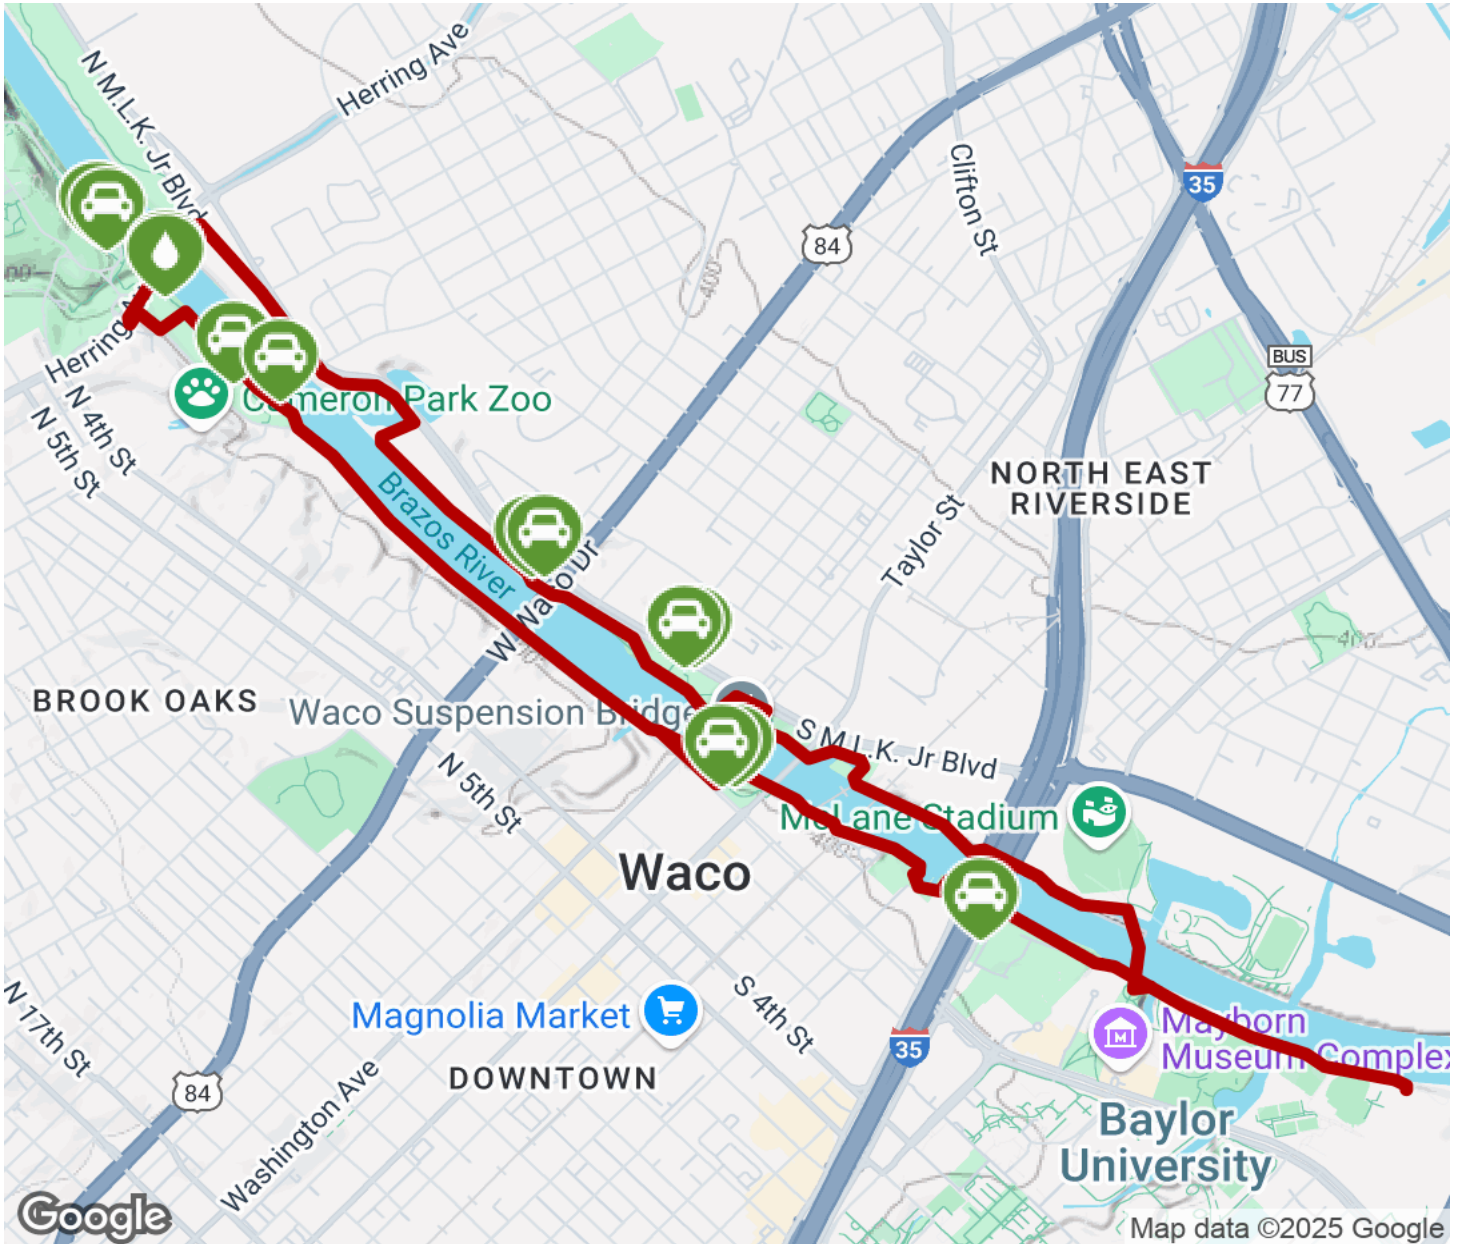 Herring Ave
N M.L.K. Jr Blvd
35
Clifton St
84
400
BUS
77
Herring
Cameron Park Zoo
N 4th St
N 5th St
Brazos River
NORTH EAST
RIVERSIDE
Taylor St
W Waco Dr
400
BROOK OAKS
Waco Suspension Bridge
S M.L.K. Jr Blvd
N 5th St
McLane Stadium
400
Waco
Magnolia Market
S 4th St
N 17th St
35
Mayborn
Museum Complex
DOWNTOWN
84
Washington Ave
Baylor
University
Google
Map data ©2025 Google